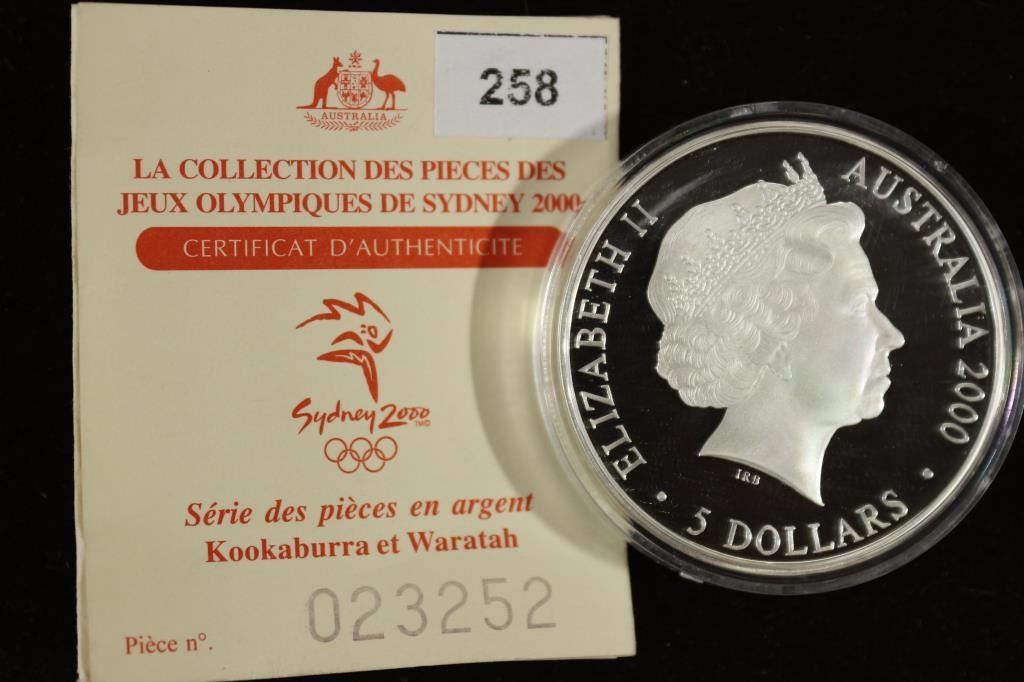 258
AUSTRALIA
LA COLLECTION DES PIECES DES
JEUX OLYMPIQUES DE SYDNEY 2000
CERTIFICAT D'AUTHENTICITE
Sydney 2000
TM©
Série des pièces en argent
Kookaburra et Waratah
023252
Pièce n°.
ELIZABETH II
AUSTRALIA 2000
5 DOLLARS
IRB